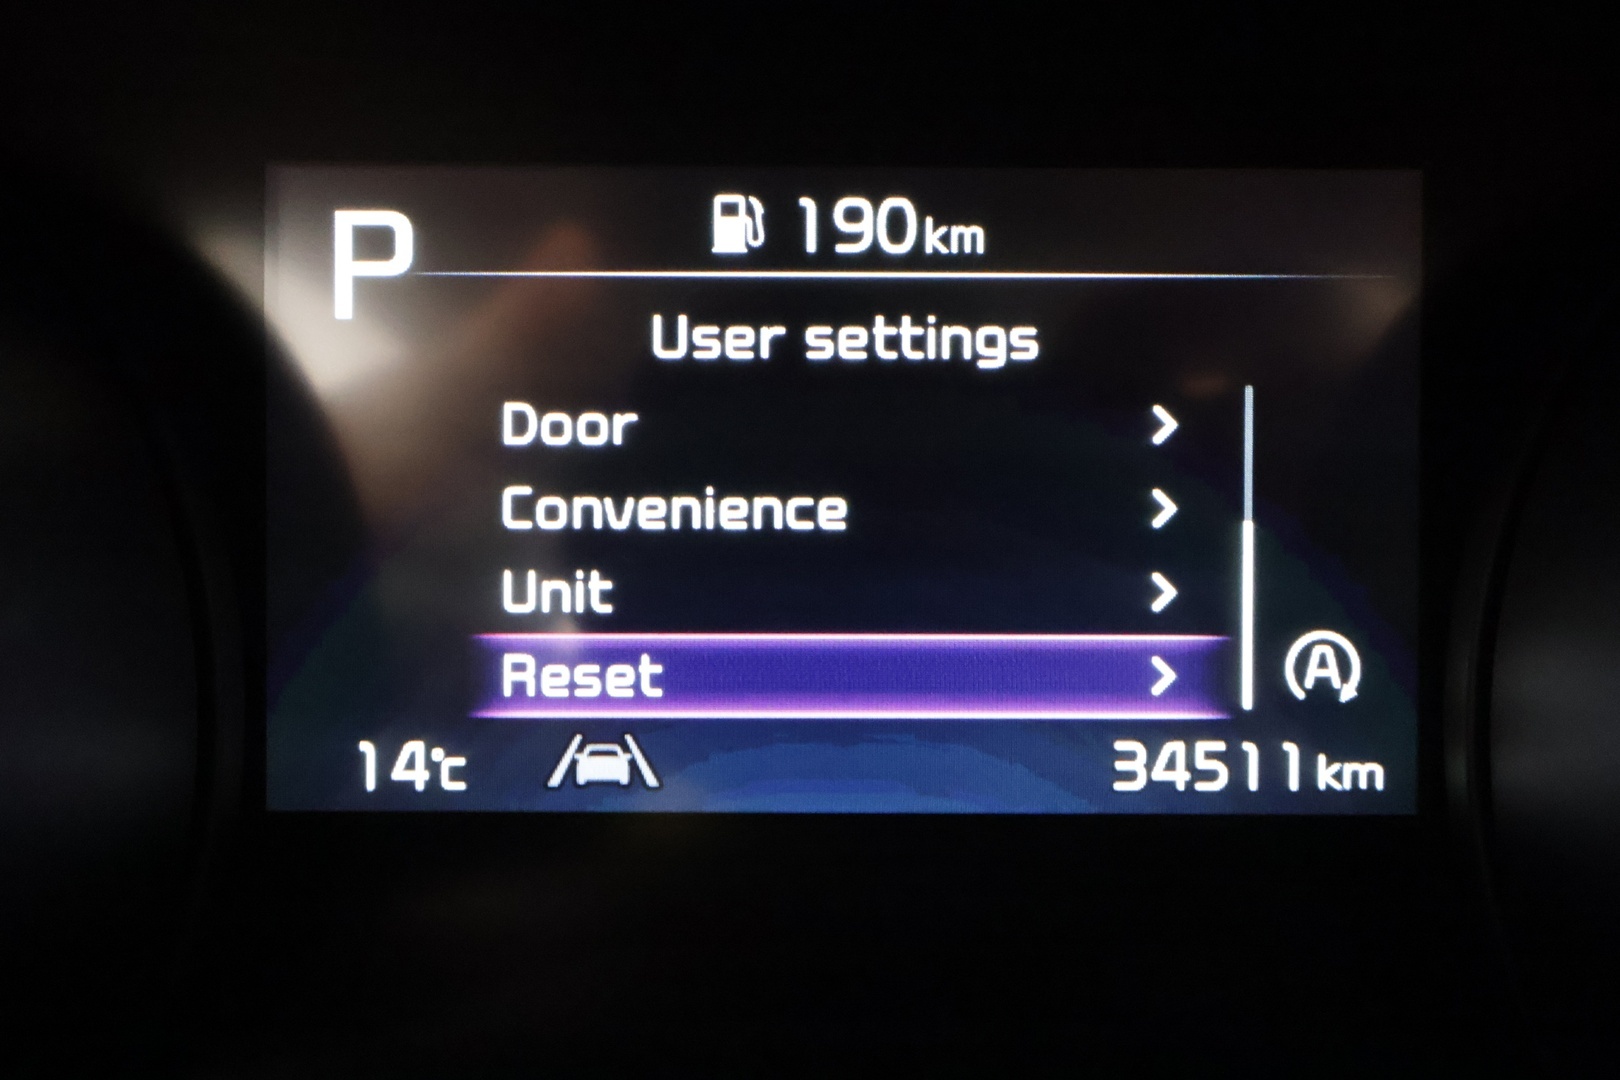 P
190km
User settings
Door
Convenience
Unit
Reset
A
14°C
34511km